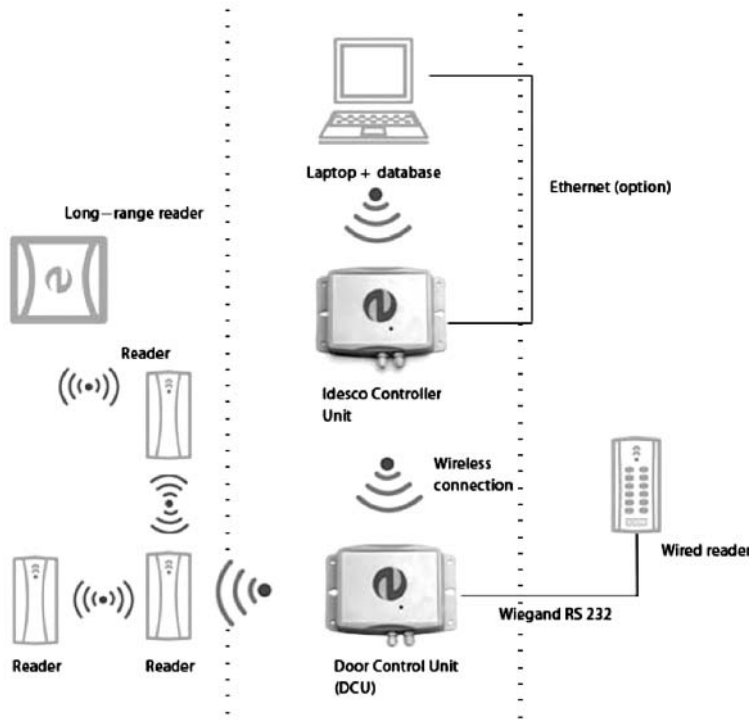 Laptop + database
Ethernet (option)
Long-range reader
Reader
Idesco Controller
Unit
Wireless
connection
Wired reader
Wiegand RS 232
Reader
Reader
Door Control Unit
(DCU)